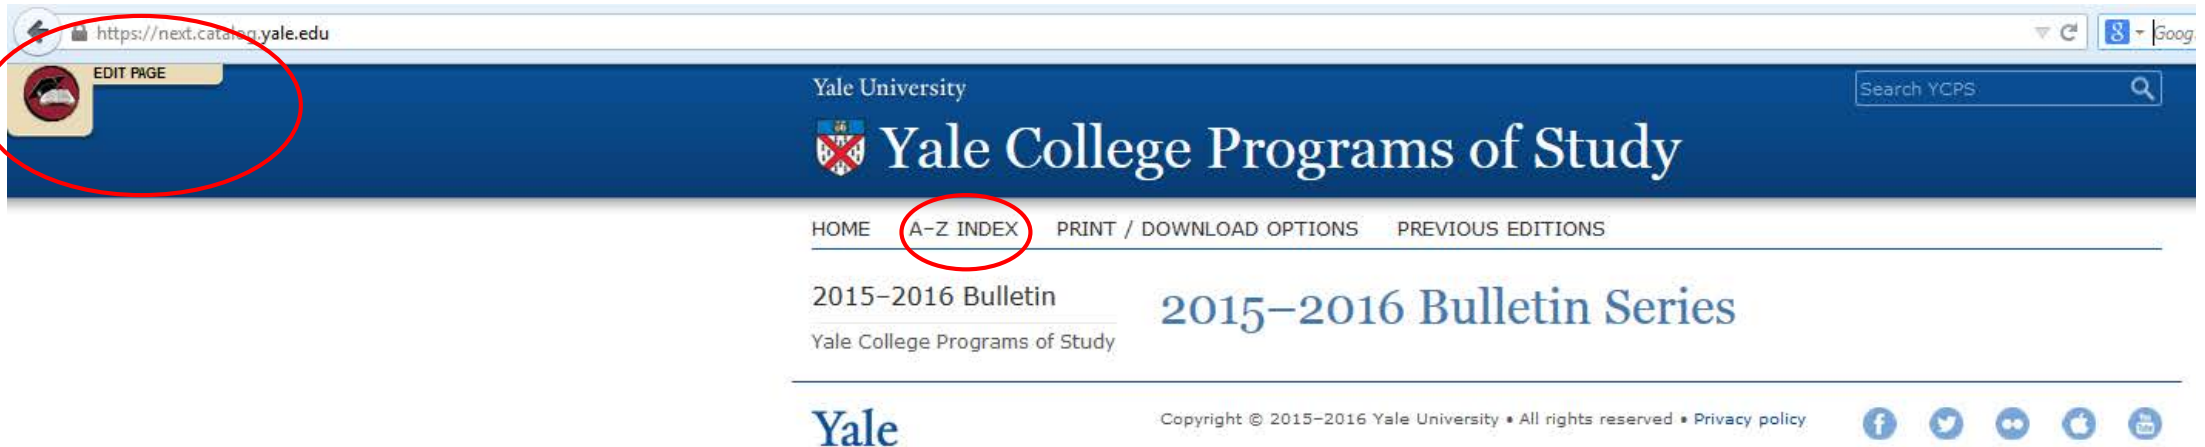 https://next.catalog.yale.edu
Goog
EDIT PAGE
Yale University
Search YCPS
Yale College Programs of Study
HOME A–Z INDEX PRINT / DOWNLOAD OPTIONS PREVIOUS EDITIONS
2015–2016 Bulletin
2015–2016 Bulletin Series
Yale College Programs of Study
Yale
Copyright © 2015–2016 Yale University • All rights reserved • Privacy policy